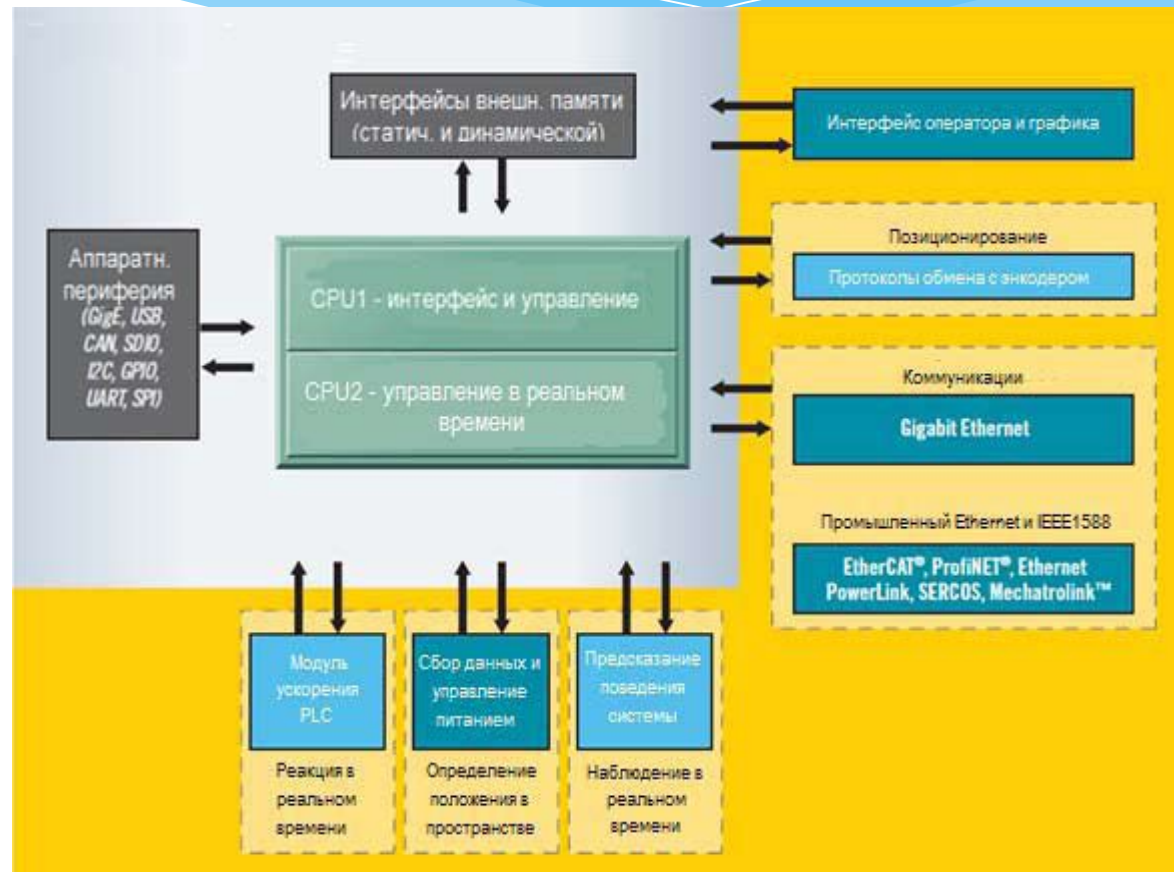 Интерфейсы внешн. памяти
(статич. и динамической)
Интерфейс оператора и графика
Позиционирование
Протоколы обмена с энкодером
Аппаратн.
периферия
(GigE, USB,
CAN, SDIO,
I2C, GPIO,
UART, SPI)
CPU1 - интерфейс и управление
CPU2 - управление в реальном
времени
Коммуникации
Gigabit Ethernet
Промышленный Ethernet и IEEE1588
EtherCAT®, ProfiNET®, Ethernet
PowerLink, SERCOS, Mechatrolink™
Модуль
ускорения
PLC
Реакция в
реальном
времени
Сбор данных и
управление
питанием
Определение
положения в
пространстве
Предсказание
поведения
системы
Наблюдение в
реальном
времени